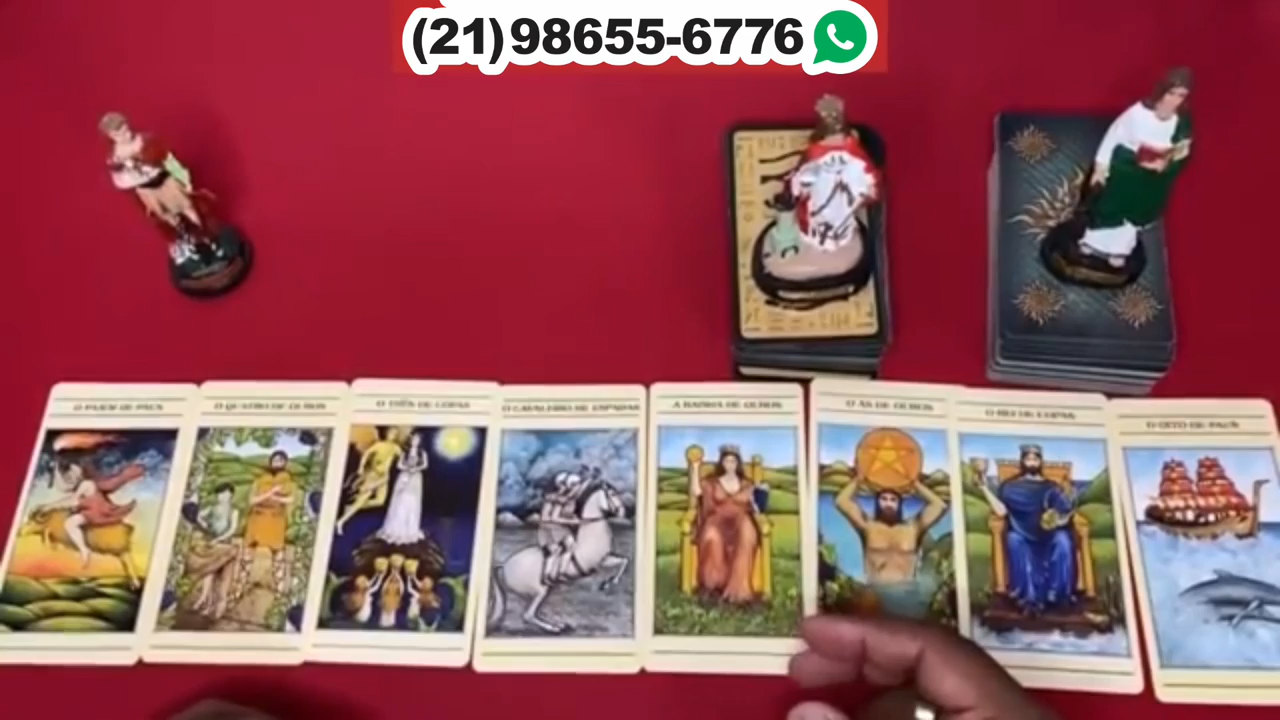 (21)98655-6776
O PAJEM DE PAUS
O QUATRO DE OUROS
O TRÊS DE COPAS
O CAVALEIRO DE ESPADAS
A RAINHA DE OUROS
O ÁS DE OUROS
O REI DE COPAS
O OITO DE PAUS